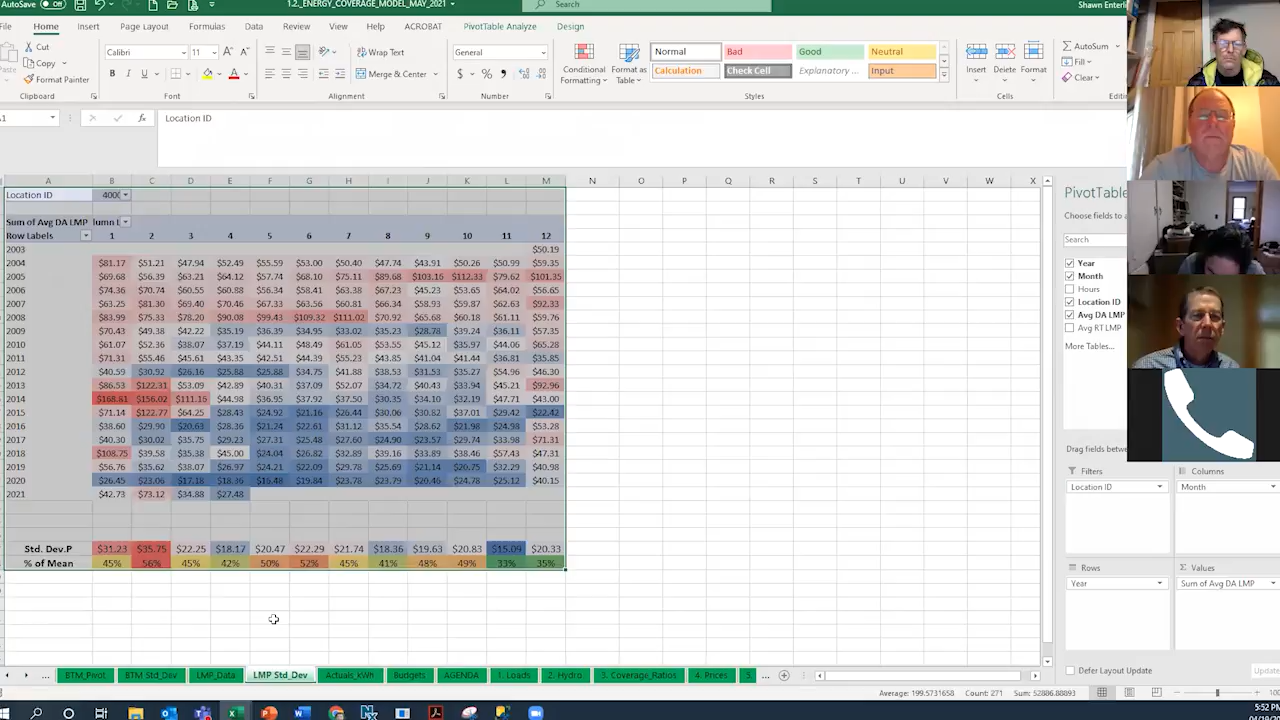 AutoSave Off 1.2_ENERGY_COVERAGE_MODEL_MAY_2021 Search Shawn Enterli
File Home Insert Page Layout Formulas Data Review View Help ACROBAT PivotTable Analyze Design
Cut
Copy
Format Painter
Clipboard
Calibri 11
B I U
Font
Wrap Text
Merge & Center
Alignment
General
$ % ,
Number
Conditional Formatting
Format as Table
Normal Bad Good Neutral
Calculation Check Cell Explanatory ... Input
Styles
Insert Delete Format
Cells
AutoSum
Fill
Clear
Editin
A1 fx Location ID
A B C D E F G H I J K L M N O P Q R S T U V W X
Location ID 4000
Sum of Avg DA LMP lumn L
Row Labels 1 2 3 4 5 6 7 8 9 10 11 12
2003 $50.19
2004 $81.17 $51.21 $47.94 $52.49 $55.59 $53.00 $50.40 $47.74 $43.91 $50.26 $50.99 $59.35
2005 $69.68 $56.39 $63.21 $64.12 $57.74 $68.10 $75.11 $89.68 $103.16 $112.33 $79.62 $101.35
2006 $74.36 $70.74 $60.55 $60.88 $56.34 $58.41 $63.38 $67.10 $45.23 $53.65 $64.02 $56.65
2007 $63.25 $81.30 $69.40 $70.46 $67.33 $63.56 $60.81 $66.34 $58.93 $59.87 $62.63 $92.33
2008 $83.99 $75.33 $78.20 $90.08 $99.43 $109.32 $111.02 $70.92 $65.68 $60.18 $61.11 $59.76
2009 $70.43 $49.38 $42.22 $35.19 $36.39 $34.95 $33.02 $35.23 $28.78 $39.24 $36.11 $57.35
2010 $61.07 $52.36 $38.07 $37.19 $44.11 $48.49 $61.05 $53.50 $45.12 $35.97 $44.06 $65.28
2011 $71.31 $55.46 $45.61 $43.35 $42.51 $44.39 $55.23 $43.85 $41.04 $41.44 $36.81 $35.85
2012 $40.59 $30.92 $26.16 $25.88 $25.88 $34.75 $41.88 $38.53 $31.53 $35.27 $54.96 $46.30
2013 $86.53 $122.31 $53.09 $42.89 $40.31 $37.09 $52.07 $34.72 $40.43 $33.94 $45.21 $92.96
2014 $168.81 $156.02 $111.16 $44.98 $36.95 $37.92 $37.50 $30.35 $34.10 $32.19 $47.71 $43.00
2015 $71.14 $122.77 $64.25 $28.43 $24.92 $21.16 $26.44 $30.06 $30.82 $37.01 $29.42 $22.42
2016 $38.60 $29.90 $20.63 $28.36 $21.24 $22.61 $31.12 $35.54 $28.62 $21.98 $24.98 $53.28
2017 $40.30 $30.02 $35.75 $29.23 $27.31 $25.48 $27.60 $24.90 $23.57 $29.74 $33.98 $71.31
2018 $108.75 $39.58 $35.38 $45.00 $24.04 $26.82 $32.89 $39.16 $33.89 $38.46 $57.43 $47.31
2019 $56.76 $35.62 $38.07 $26.97 $24.21 $22.09 $29.78 $25.69 $21.14 $20.75 $32.29 $40.98
2020 $26.45 $23.06 $17.18 $18.36 $16.48 $19.84 $23.78 $23.79 $20.46 $24.78 $25.12 $40.15
2021 $42.73 $73.12 $34.88 $27.48
Std. Dev.P $31.23 $35.75 $22.25 $18.17 $20.47 $22.29 $21.74 $18.36 $19.63 $20.83 $15.09 $20.33
% of Mean 45% 56% 45% 42% 50% 52% 45% 41% 48% 49% 33% 35%
PivotTabl
Choose fields to a
Search
Year
Month
Hours
Location ID
Avg DA LMP
Avg RT LMP
More Tables...
Drag fields betwe
Filters Columns
Location ID Month
Rows Values
Year Sum of Avg DA LMP
Defer Layout Update Update
... BTM_Pivot BTM Std_Dev LMP_Data LMP Std_Dev Actuals_kWh Budgets AGENDA 1. Loads 2. Hydro 3. Coverage_Ratios 4. Prices 5 ...
Average: 199.5731658 Count: 271 Sum: 52886.88893 100
5:52 PM